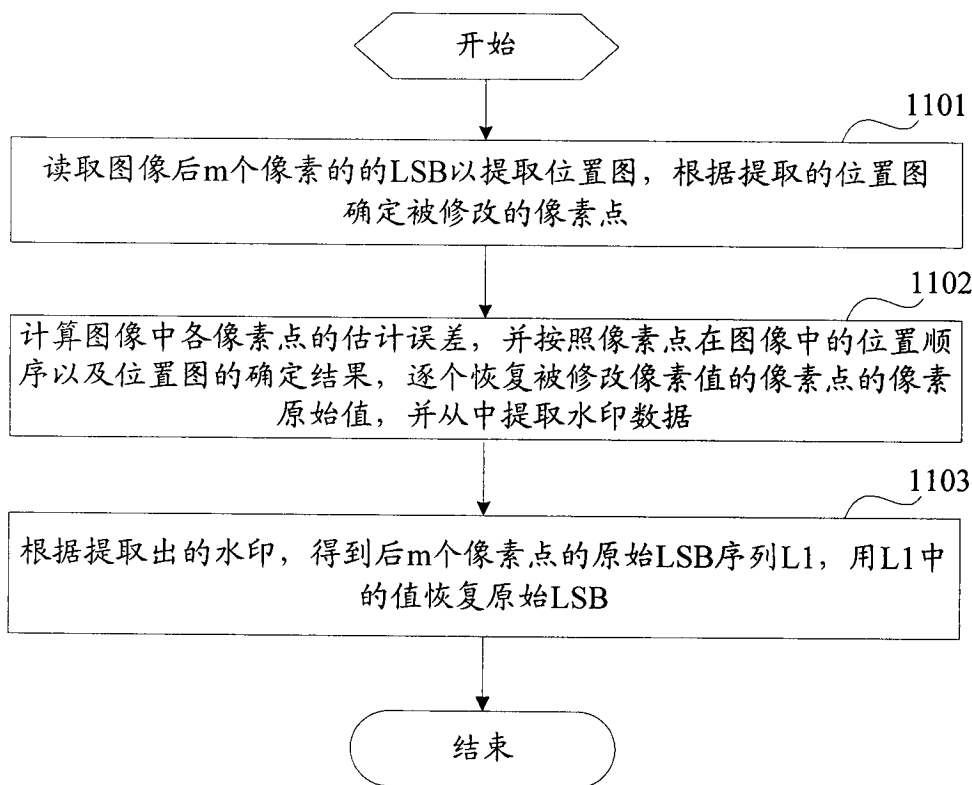 开始
1101
读取图像后m个像素的的LSB以提取位置图，根据提取的位置图
确定被修改的像素点
1102
计算图像中各像素点的估计误差，并按照像素点在图像中的位置顺
序以及位置图的确定结果，逐个恢复被修改像素值的像素点的像素
原始值，并从中提取水印数据
1103
根据提取出的水印，得到后m个像素点的原始LSB序列L1，用L1中
的值恢复原始LSB
结束